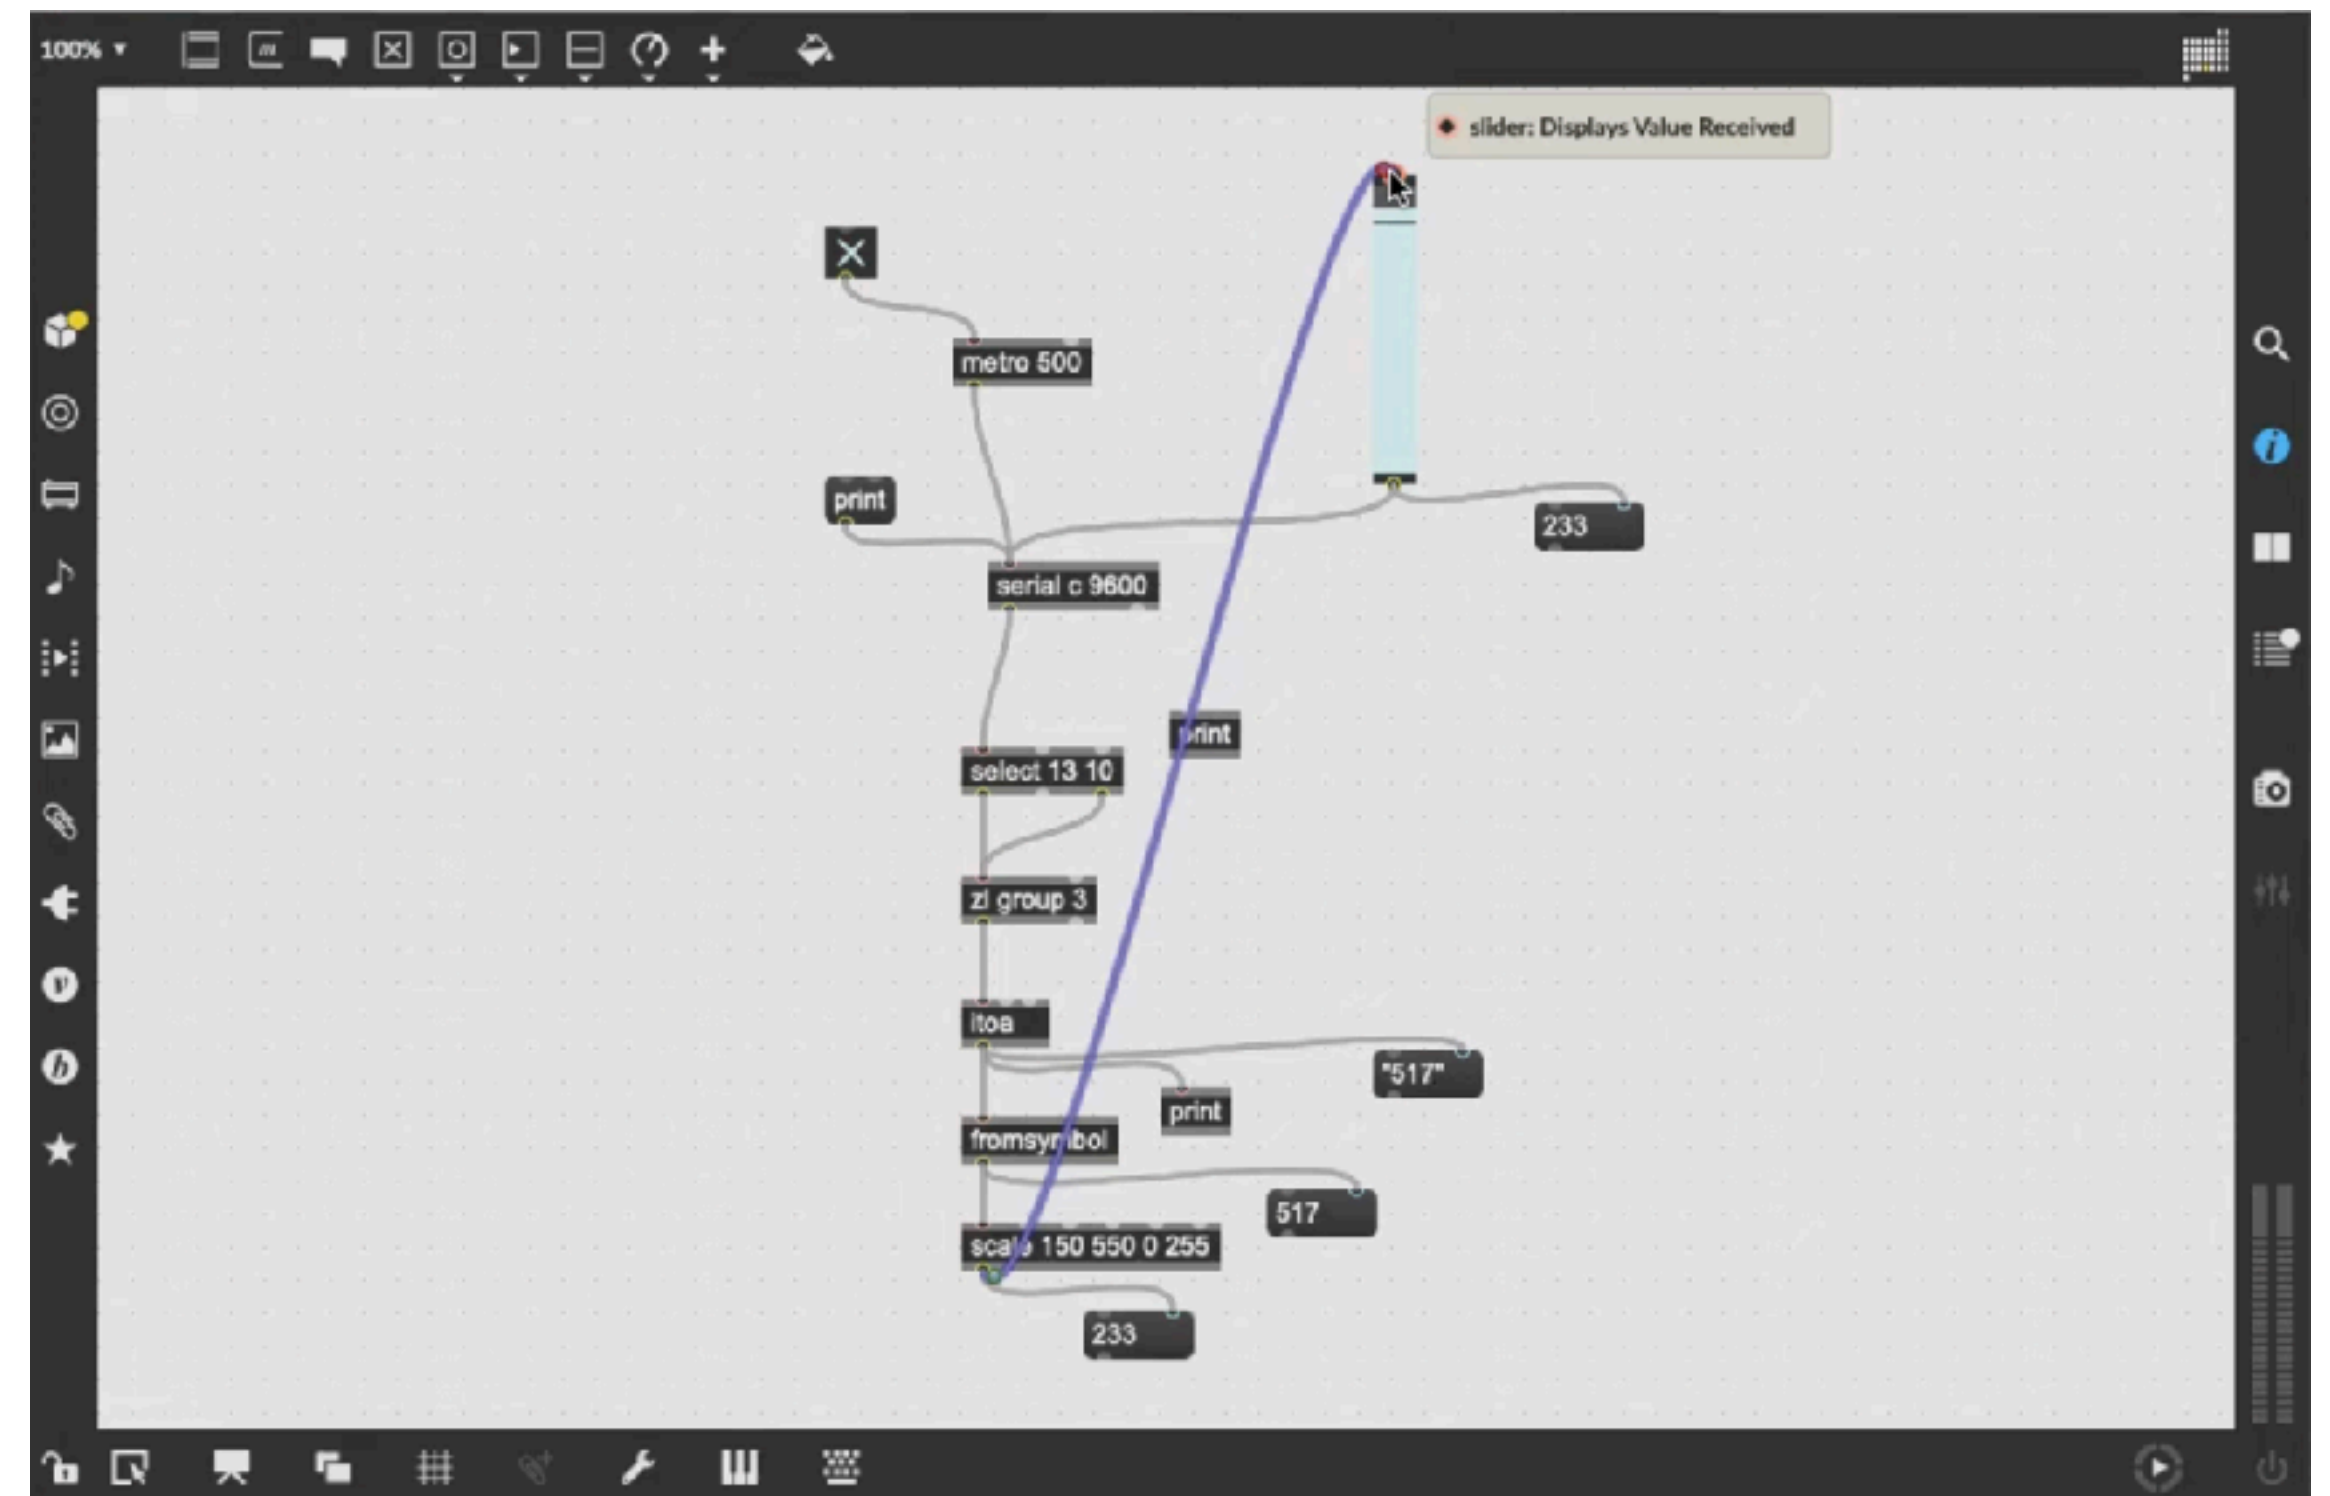 100%
slider: Displays Value Received
metro 500
print
233
serial c 9600
print
select 13 10
zl group 3
itoa
"517"
print
fromsymbol
517
scale 150 550 0 255
233